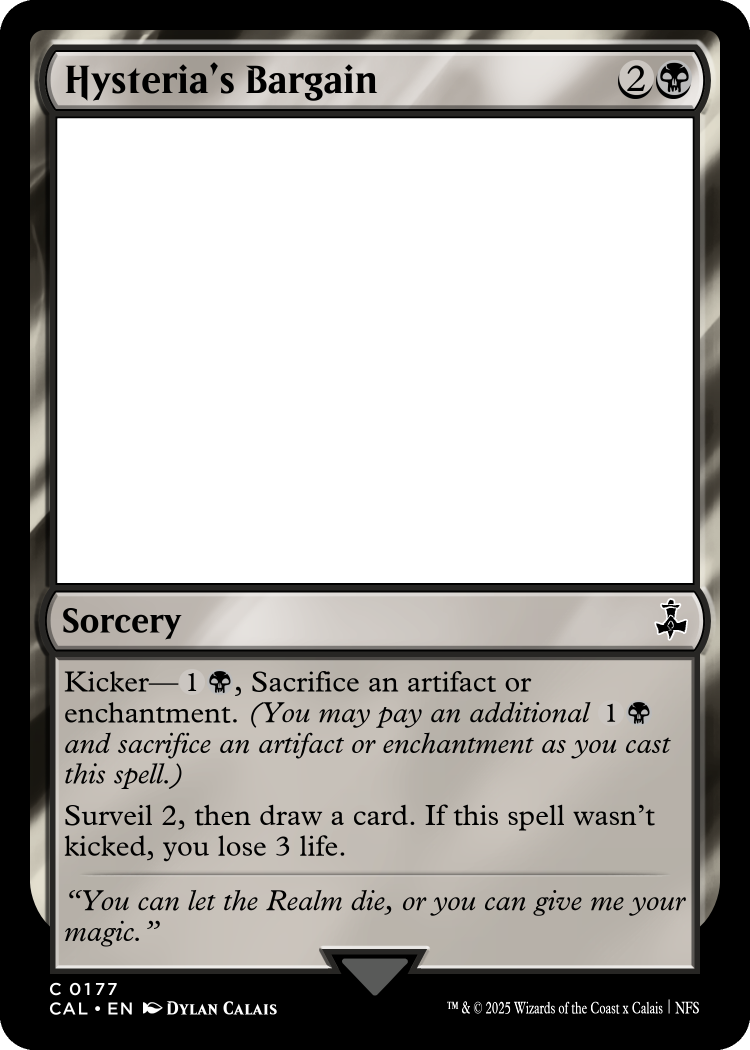 Hysteria's Bargain 2
Sorcery
Kicker—1, Sacrifice an artifact or
enchantment. (You may pay an additional 1
and sacrifice an artifact or enchantment as you cast
this spell.)
Surveil 2, then draw a card. If this spell wasn't
kicked, you lose 3 life.
“You can let the Realm die, or you can give me your
magic.”
C 0177
CAL • EN DYLAN CALAIS
™ & © 2025 Wizards of the Coast x Calais | NFS